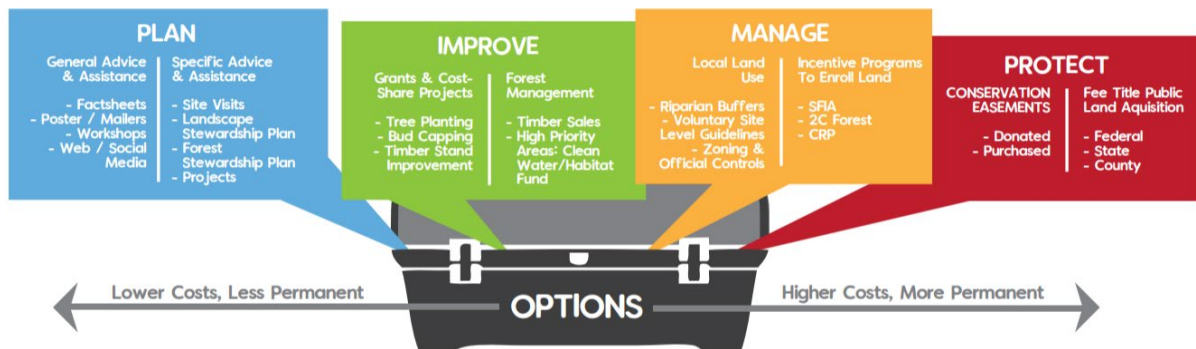 PLAN
General Advice
& Assistance
- Factsheets
- Poster / Mailers
- Workshops
- Web / Social
Media
Specific Advice
& Assistance
- Site Visits
- Landscape
Stewardship Plan
- Forest
Stewardship Plan
- Projects
IMPROVE
Grants & Cost-
Share Projects
- Tree Planting
- Bud Capping
- Timber Stand
Improvement
Forest
Management
- Timber Sales
- High Priority
Areas: Clean
Water/Habitat
Fund
MANAGE
Local Land
Use
- Riparian Buffers
- Voluntary Site
Level Guidelines
- Zoning &
Official Controls
Incentive Programs
To Enroll Land
- SFIA
- 2C Forest
- CRP
PROTECT
CONSERVATION
EASEMENTS
- Donated
- Purchased
Fee Title Public
Land Aquisition
- Federal
- State
- County
Lower Costs, Less Permanent
OPTIONS
Higher Costs, More Permanent